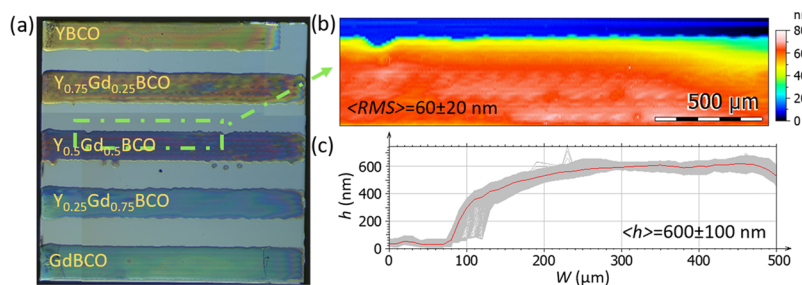 (a)
YBCO
Y0.75Gd0.25BCO
Y0.5Gd0.5BCO
Y0.25Gd0.75BCO
GdBCO
(b)
<RMS>=60±20 nm
500 µm
nm
80
60
40
20
0
(c)
h (nm)
600
400
200
0
<h>=600±100 nm
0 100 200 300 400 500
W (µm)